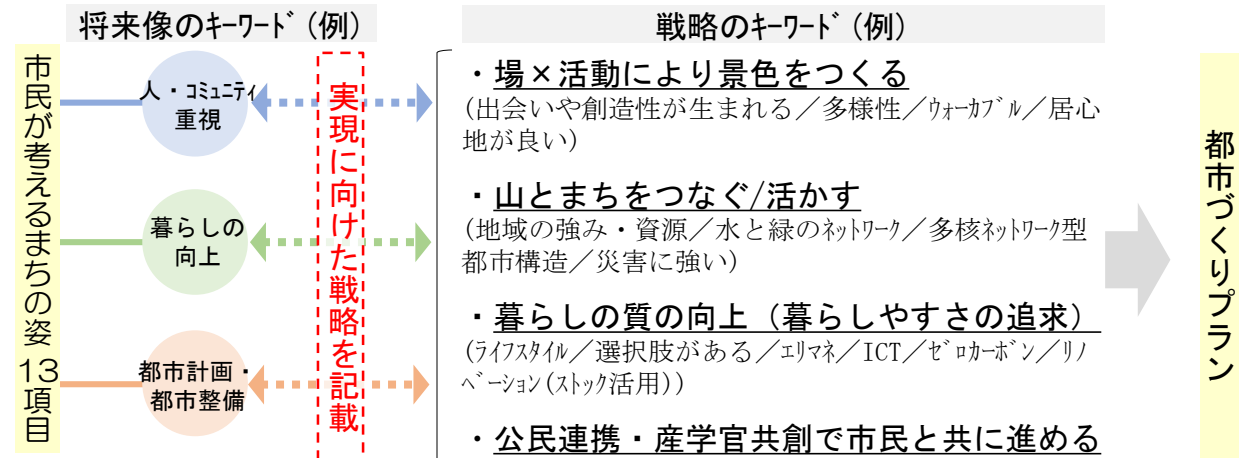 将来像のｷｰﾜｰﾄﾞ(例)
戦略のｷｰﾜｰﾄﾞ(例)
市民が考えるまちの姿 13項目
人・ｺﾐｭﾆﾃｨ
重視
暮らしの
向上
都市計画・
都市整備
実現に向けた戦略を記載
・場×活動により景色をつくる
(出会いや創造性が生まれる／多様性／ｳｫｰｶﾌﾞﾙ／居心
地が良い)
・山とまちをつなぐ/活かす
(地域の強み・資源／水と緑のﾈｯﾄﾜｰｸ／多核ﾈｯﾄﾜｰｸ型
都市構造／災害に強い)
・暮らしの質の向上（暮らしやすさの追求）
(ﾗｲﾌｽﾀｲﾙ／選択肢がある／ｴﾘﾏﾈ／ICT／ｾﾞﾛｶｰﾎﾞﾝ／ﾘﾉ
ﾍﾞｰｼｮﾝ(ｽﾄｯｸ活用))
・公民連携・産学官共創で市民と共に進める
都市づくりプラン